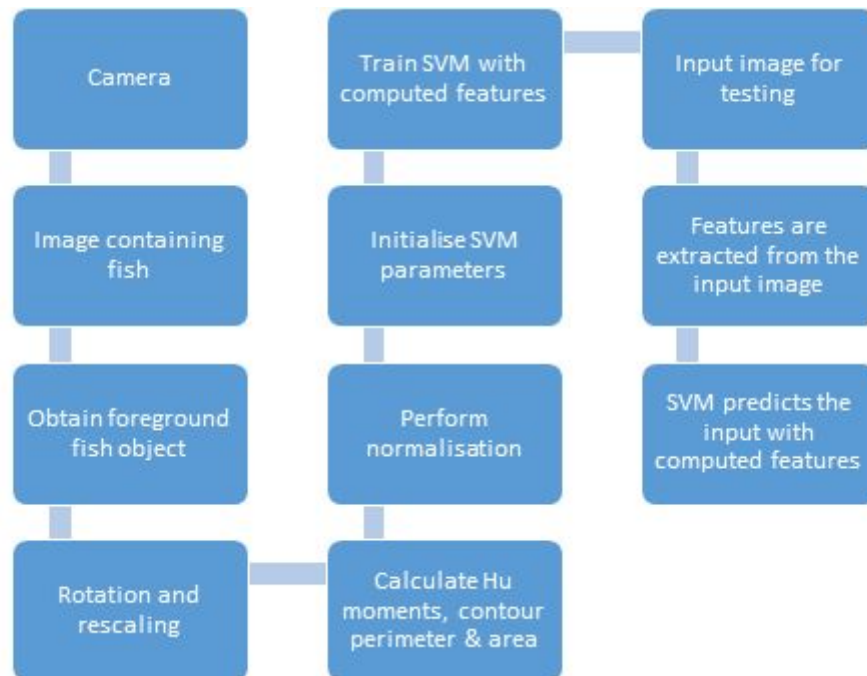 Camera
Image containing
fish
Obtain foreground
fish object
Rotation and
rescaling
Calculate Hu
moments, contour
perimeter & area
Perform
normalisation
Initialise SVM
parameters
Train SVM with
computed features
Input image for
testing
Features are
extracted from the
input image
SVM predicts the
input with
computed features